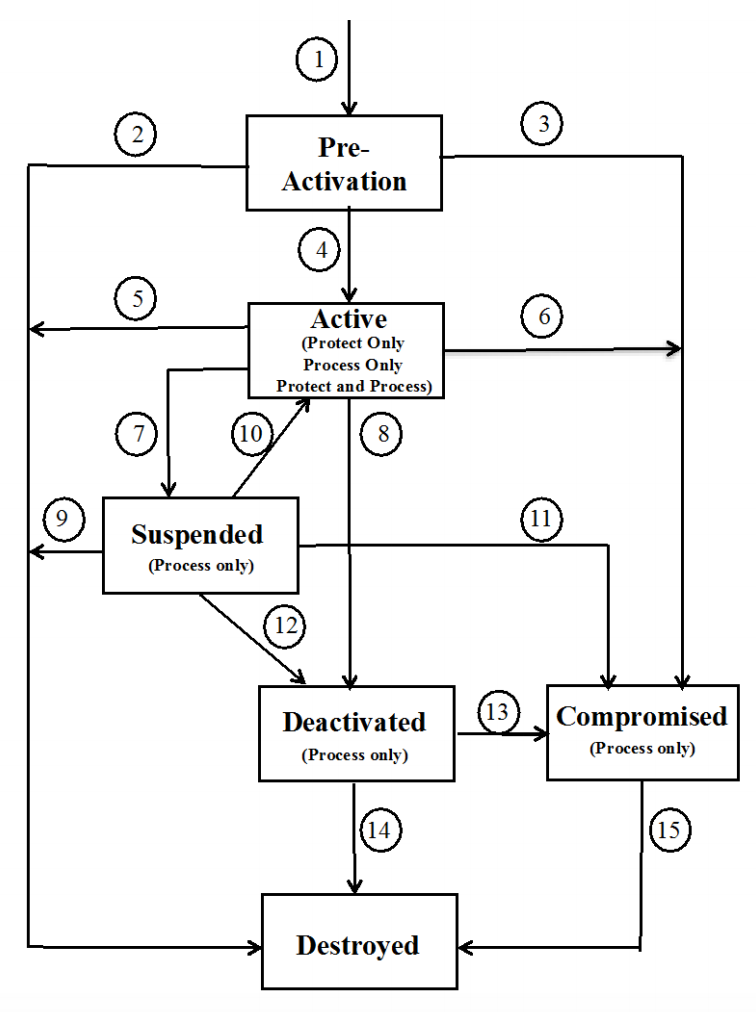 1
2
3
Pre-
Activation
4
5
6
Active
(Protect Only
Process Only
Protect and Process)
7
10
8
9
11
Suspended
(Process only)
12
13
Deactivated
(Process only)
Compromised
(Process only)
14
15
Destroyed